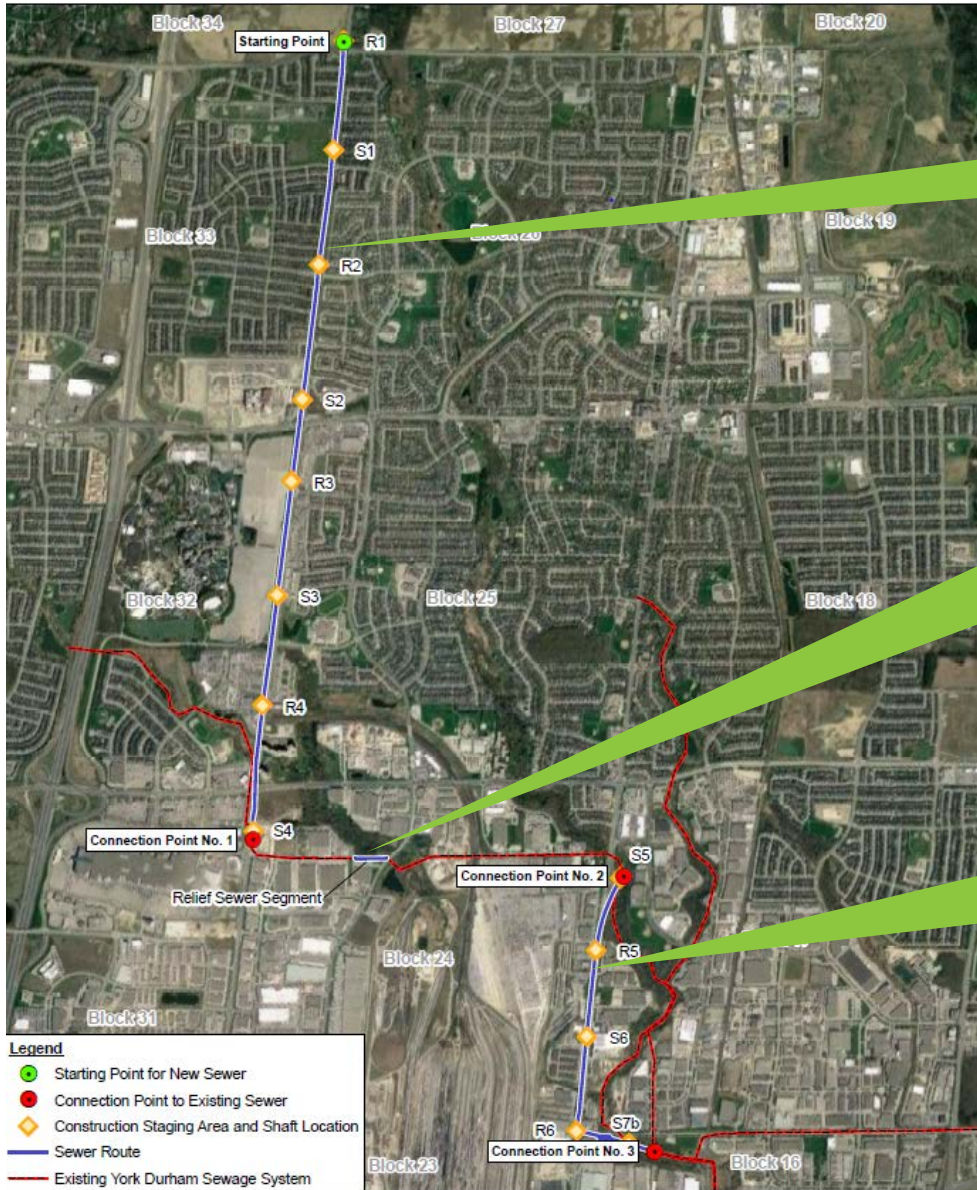 Block 34
Block 27
Block 20
Starting Point
R1
S1
Block 19
Block 33
R2
S2
R3
S3
Block 32
Block 25
Block 18
R4
S4
Connection Point No. 1
S5
Connection Point No. 2
Relief Sewer Segment
R5
Block 24
Block 31
S6
Legend
Starting Point for New Sewer
Connection Point to Existing Sewer
Construction Staging Area and Shaft Location
Sewer Route
Existing York Durham Sewage System
R6
S7b
Connection Point No. 3
Block 23
Block 16